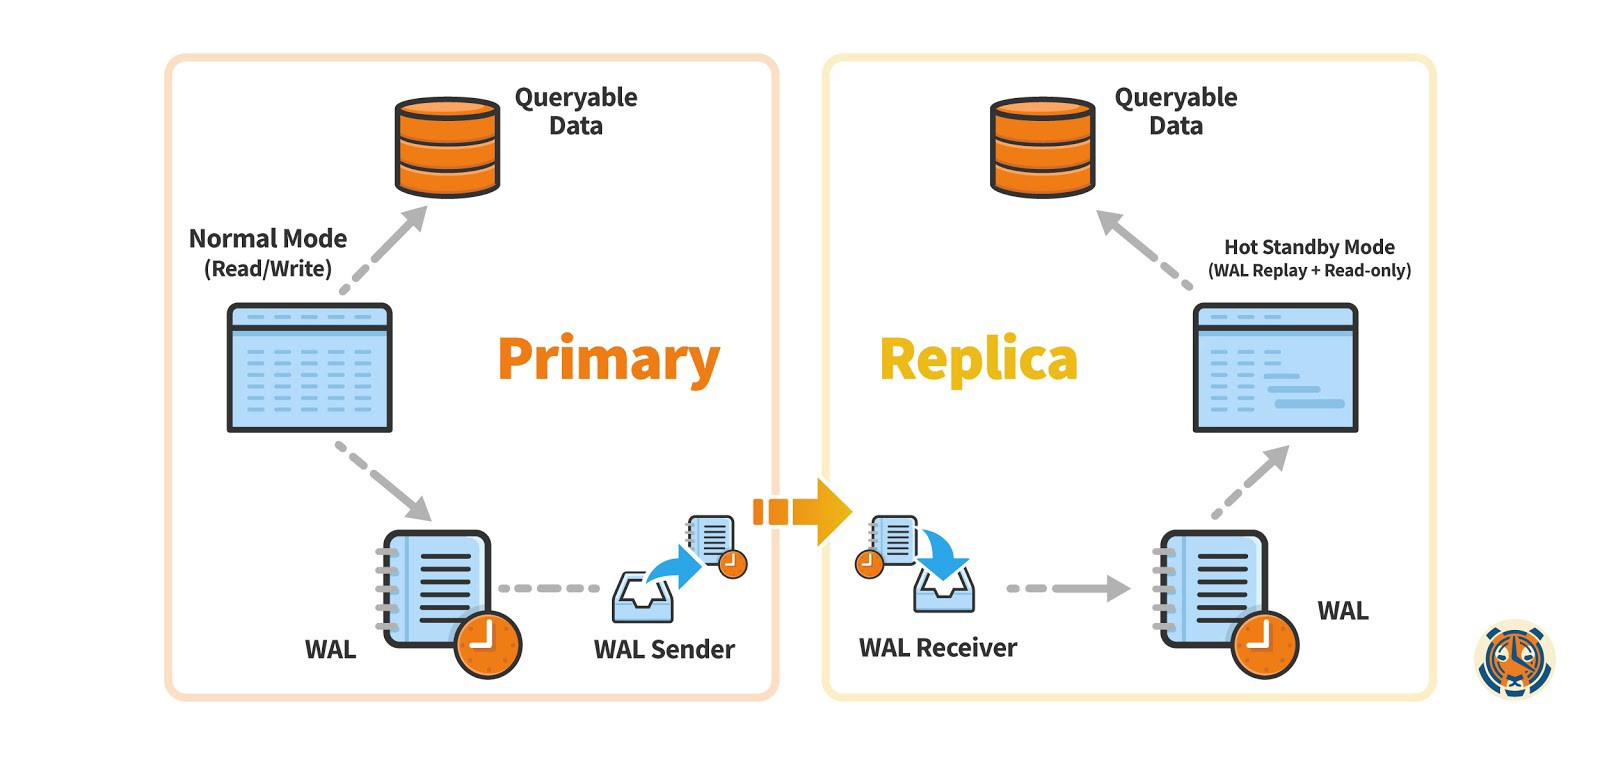 Queryable
Data
Normal Mode
(Read/Write)
Primary
WAL
WAL Sender
Queryable
Data
Hot Standby Mode
(WAL Replay + Read-only)
Replica
WAL Receiver
WAL